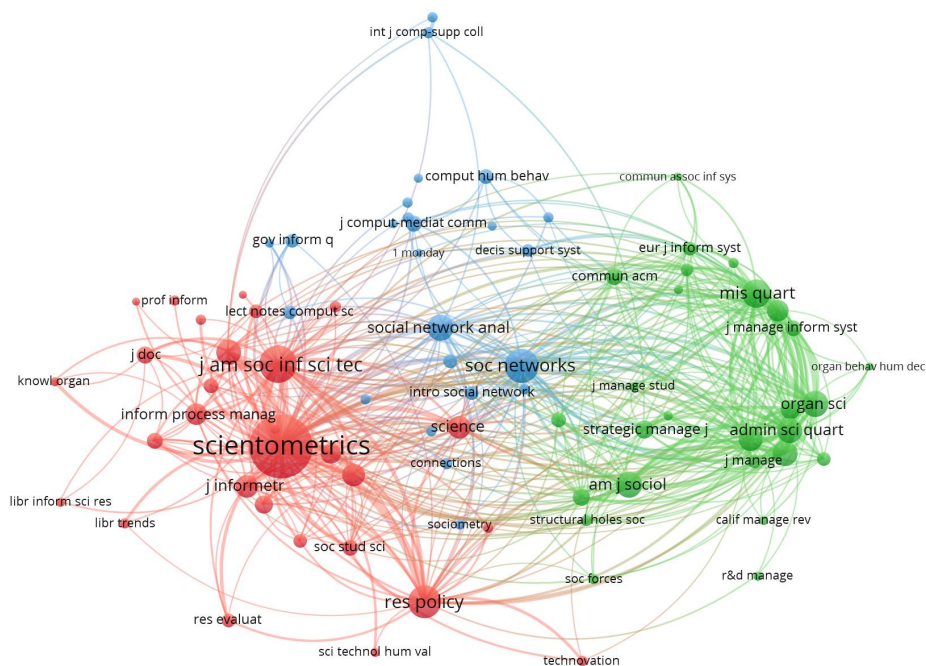 int j comp-supp coll
comput hum behav
commun assoc inf sys
j comput-mediat comm
gov inform q
1 monday
decis support syst
eur j inform syst
commun acm
mis quart
prof inform
lect notes comput sc
social network anal
j manage inform syst
j doc
j am soc inf sci tec
soc networks
organ behav hum dec
knowl organ
j manage stud
intro social network
organ sci
inform process manag
science
strategic manage j
admin sci quart
scientometrics
connections
j manage
j informetr
am j sociol
libr inform sci res
libr trends
sociometry
structural holes soc
calif manage rev
soc stud sci
soc forces
r&d manage
res policy
res evaluat
sci technol hum val
technovation